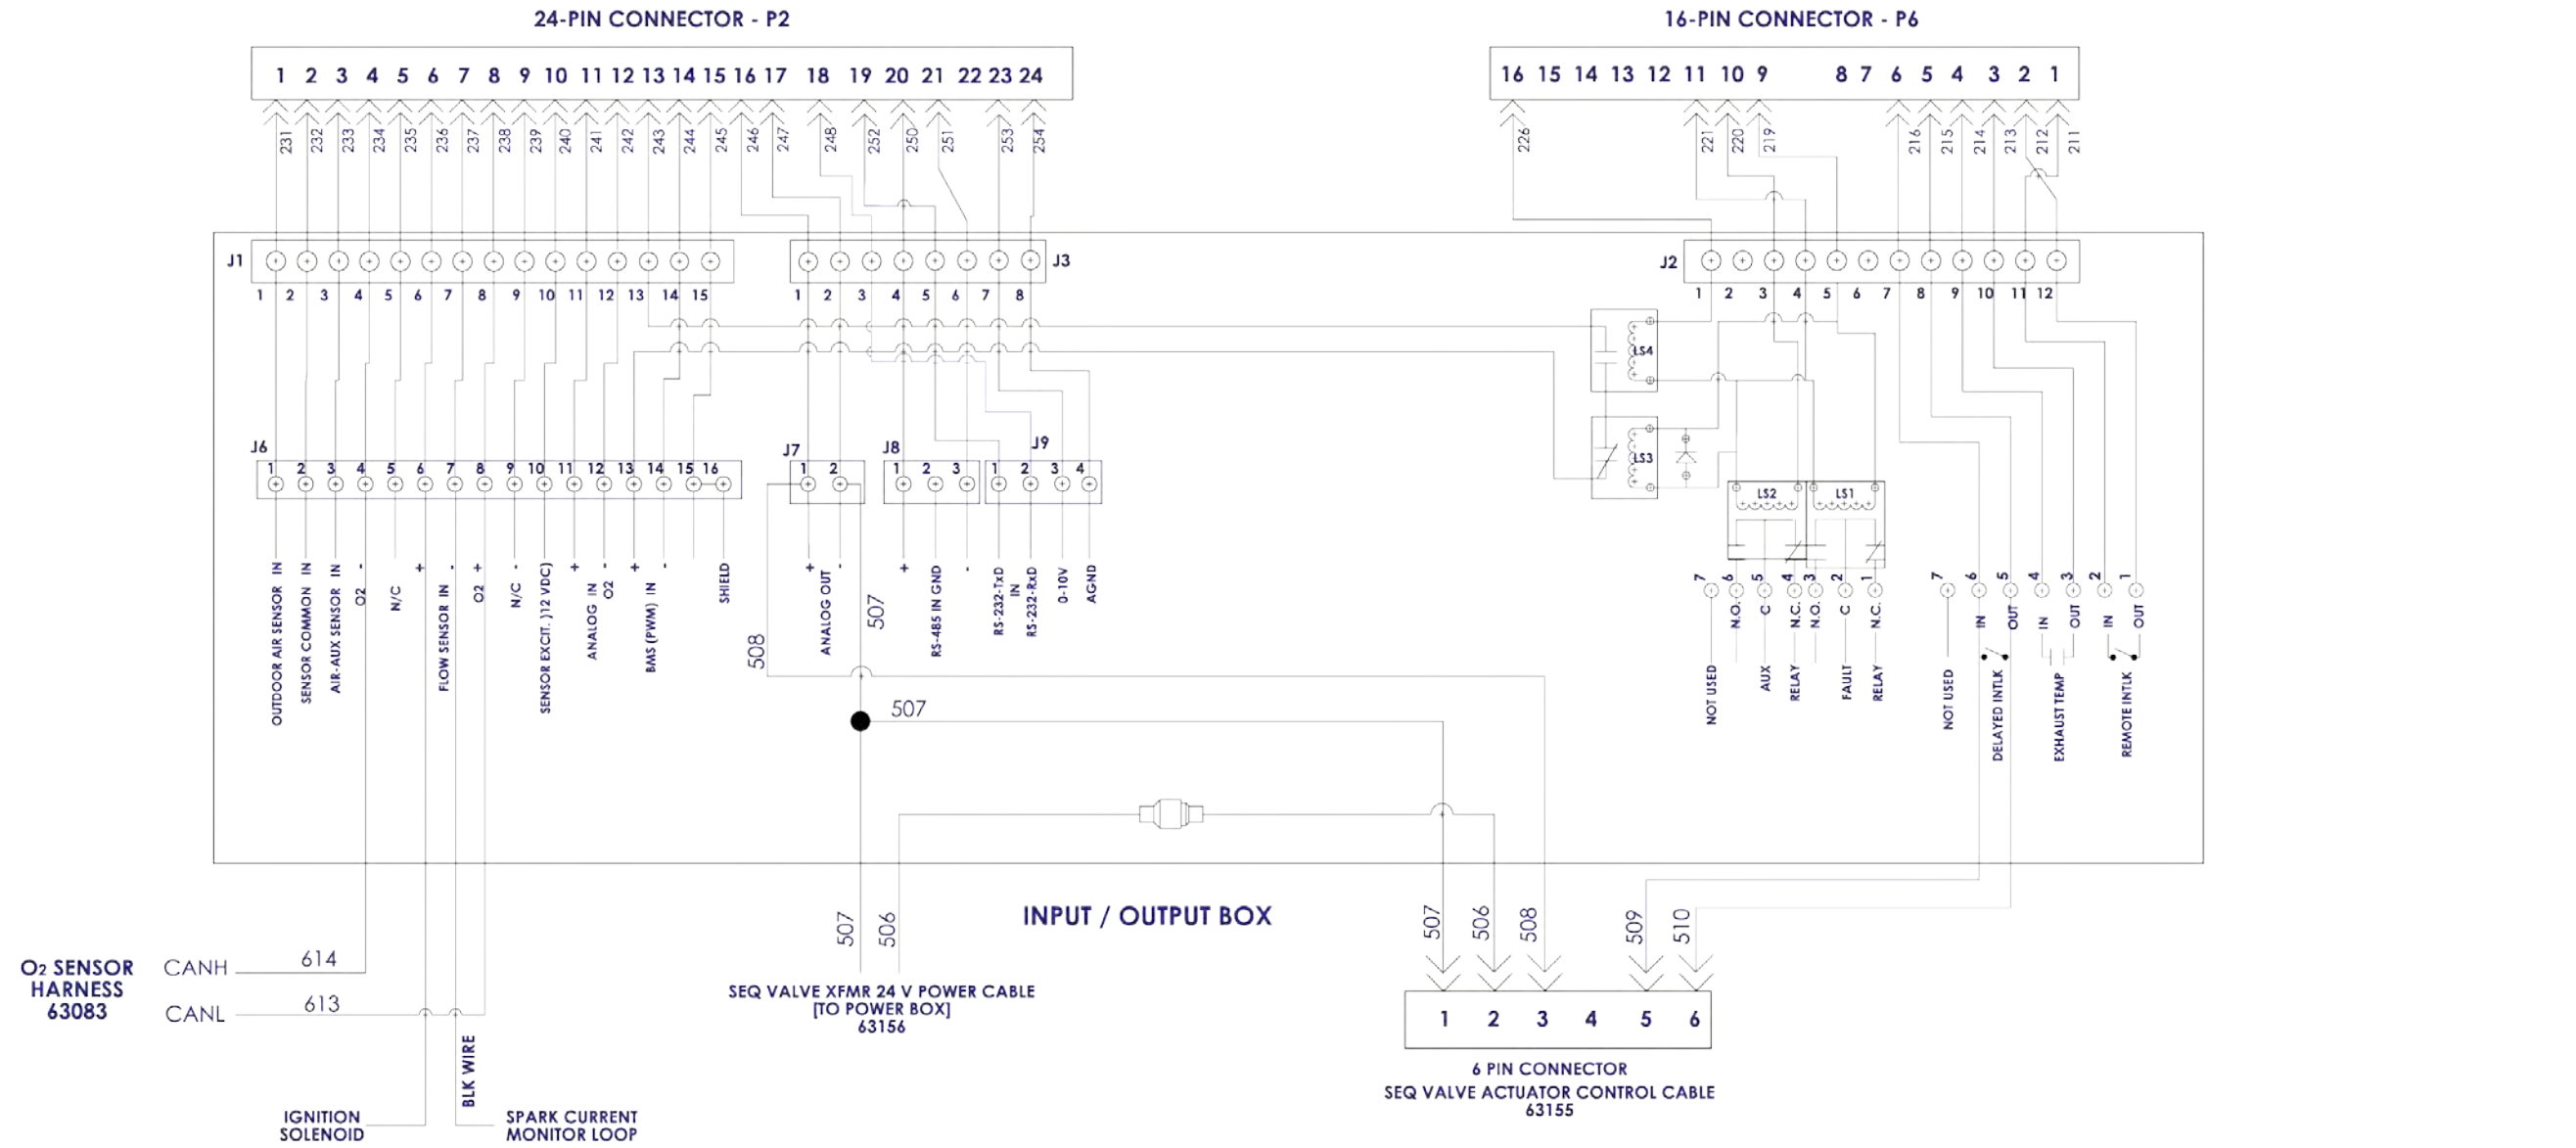 24-PIN CONNECTOR - P2
16-PIN CONNECTOR - P6
1 2 3 4 5 6 7 8 9 10 11 12 13 14 15 16 17 18 19 20 21 22 23 24
16 15 14 13 12 11 10 9 8 7 6 5 4 3 2 1
231 232 233 234 235 236 237 238 239 240 241 242 243 244 245 246 247 248 252 250 251 253 254
226 221 220 219 216 215 214 213 212 211
J1
J3
J2
1 2 3 4 5 6 7 8 9 10 11 12 13 14 15
1 2 3 4 5 6 7 8
1 2 3 4 5 6 7 8 9 10 11 12
LS4
LS3
LS2
LS1
J6
J7
J8
J9
1 2 3 4 5 6 7 8 9 10 11 12 13 14 15 16
1 2
1 2 3
1 2 3 4
OUTDOOR AIR SENSOR IN
SENSOR COMMON IN
AIR-AUX SENSOR IN
O2 -
N/C
+
FLOW SENSOR IN -
O2 +
N/C -
SENSOR EXCIT. )12 VDC)
+
ANALOG IN
O2 -
+
BMS (PWM) IN -
SHIELD
+
ANALOG OUT
-
+
RS-485 IN GND
-
RS-232-TxD
IN
RS-232-RxD
0-10V
AGND
7 6 5 4 3 2 1
NOT USED
N.O.
C
AUX
N.C.
RELAY
N.O.
C
FAULT
N.C.
RELAY
7 6 5 4 3 2 1
NOT USED
IN
OUT
DELAYED INTLK
IN
OUT
EXHAUST TEMP
IN
OUT
REMOTE INTLK
508
507
507
INPUT / OUTPUT BOX
507
506
507
506
508
509
510
O2 SENSOR
HARNESS
63083
CANH
614
CANL
613
SEQ VALVE XFMR 24 V POWER CABLE
[TO POWER BOX]
63156
1 2 3 4 5 6
6 PIN CONNECTOR
SEQ VALVE ACTUATOR CONTROL CABLE
63155
BLK WIRE
IGNITION
SOLENOID
SPARK CURRENT
MONITOR LOOP